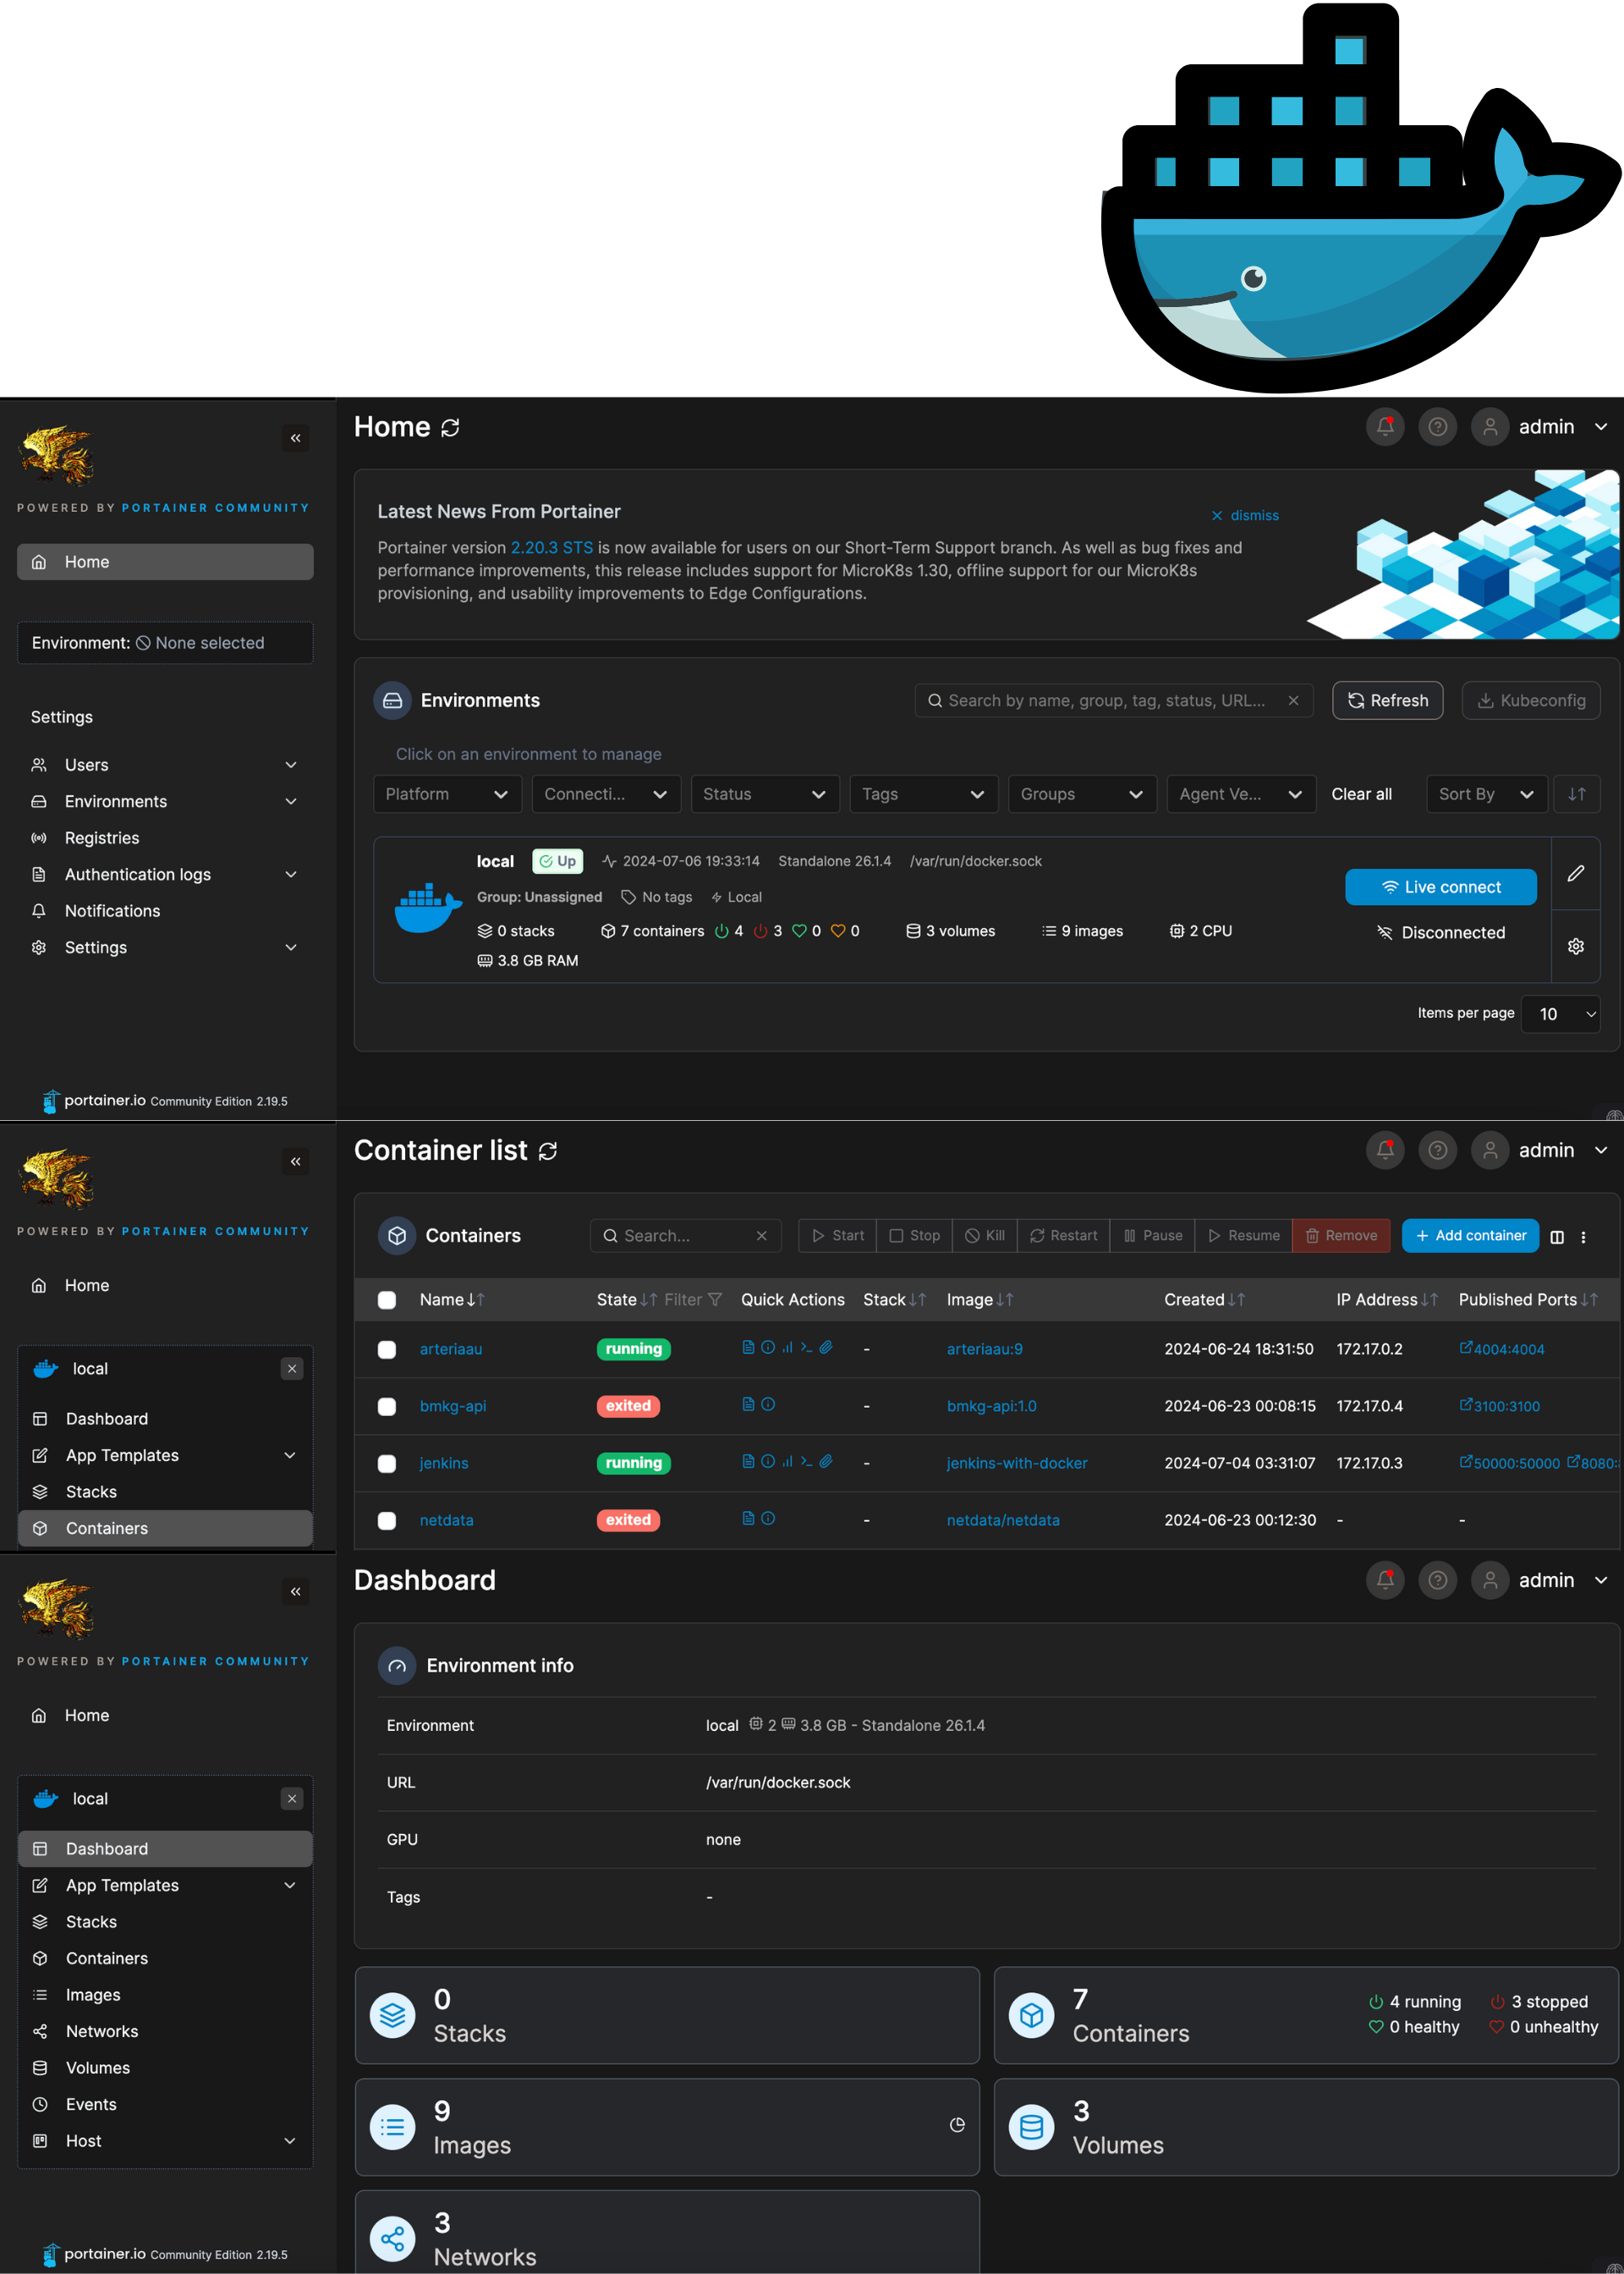 Home
admin
POWERED BY PORTAINER COMMUNITY
Home
Environment: None selected
Settings
Users
Environments
Registries
Authentication logs
Notifications
Settings
portainer.io Community Edition 2.19.5
Latest News From Portainer
dismiss
Portainer version 2.20.3 STS is now available for users on our Short-Term Support branch. As well as bug fixes and
performance improvements, this release includes support for MicroK8s 1.30, offline support for our MicroK8s
provisioning, and usability improvements to Edge Configurations.
Environments
Search by name, group, tag, status, URL...
Refresh
Kubeconfig
Click on an environment to manage
Platform Connecti... Status Tags Groups Agent Ve... Clear all Sort By
local Up 2024-07-06 19:33:14 Standalone 26.1.4 /var/run/docker.sock
Group: Unassigned No tags Local
0 stacks 7 containers 4 3 0 0 3 volumes 9 images 2 CPU
3.8 GB RAM
Live connect
Disconnected
Items per page 10
Container list
admin
POWERED BY PORTAINER COMMUNITY
Home
local
Dashboard
App Templates
Stacks
Containers
Containers
Search...
Start Stop Kill Restart Pause Resume Remove Add container
Name State Filter Quick Actions Stack Image Created IP Address Published Ports
arteriaau running - arteriaau:9 2024-06-24 18:31:50 172.17.0.2 4004:4004
bmkg-api exited - bmkg-api:1.0 2024-06-23 00:08:15 172.17.0.4 3100:3100
jenkins running - jenkins-with-docker 2024-07-04 03:31:07 172.17.0.3 50000:50000 8080:
netdata exited - netdata/netdata 2024-06-23 00:12:30 - -
Dashboard
admin
POWERED BY PORTAINER COMMUNITY
Home
local
Dashboard
App Templates
Stacks
Containers
Images
Networks
Volumes
Events
Host
portainer.io Community Edition 2.19.5
Environment info
Environment local 2 3.8 GB - Standalone 26.1.4
URL /var/run/docker.sock
GPU none
Tags -
0
Stacks
7
Containers
4 running 3 stopped
0 healthy 0 unhealthy
9
Images
3
Volumes
3
Networks